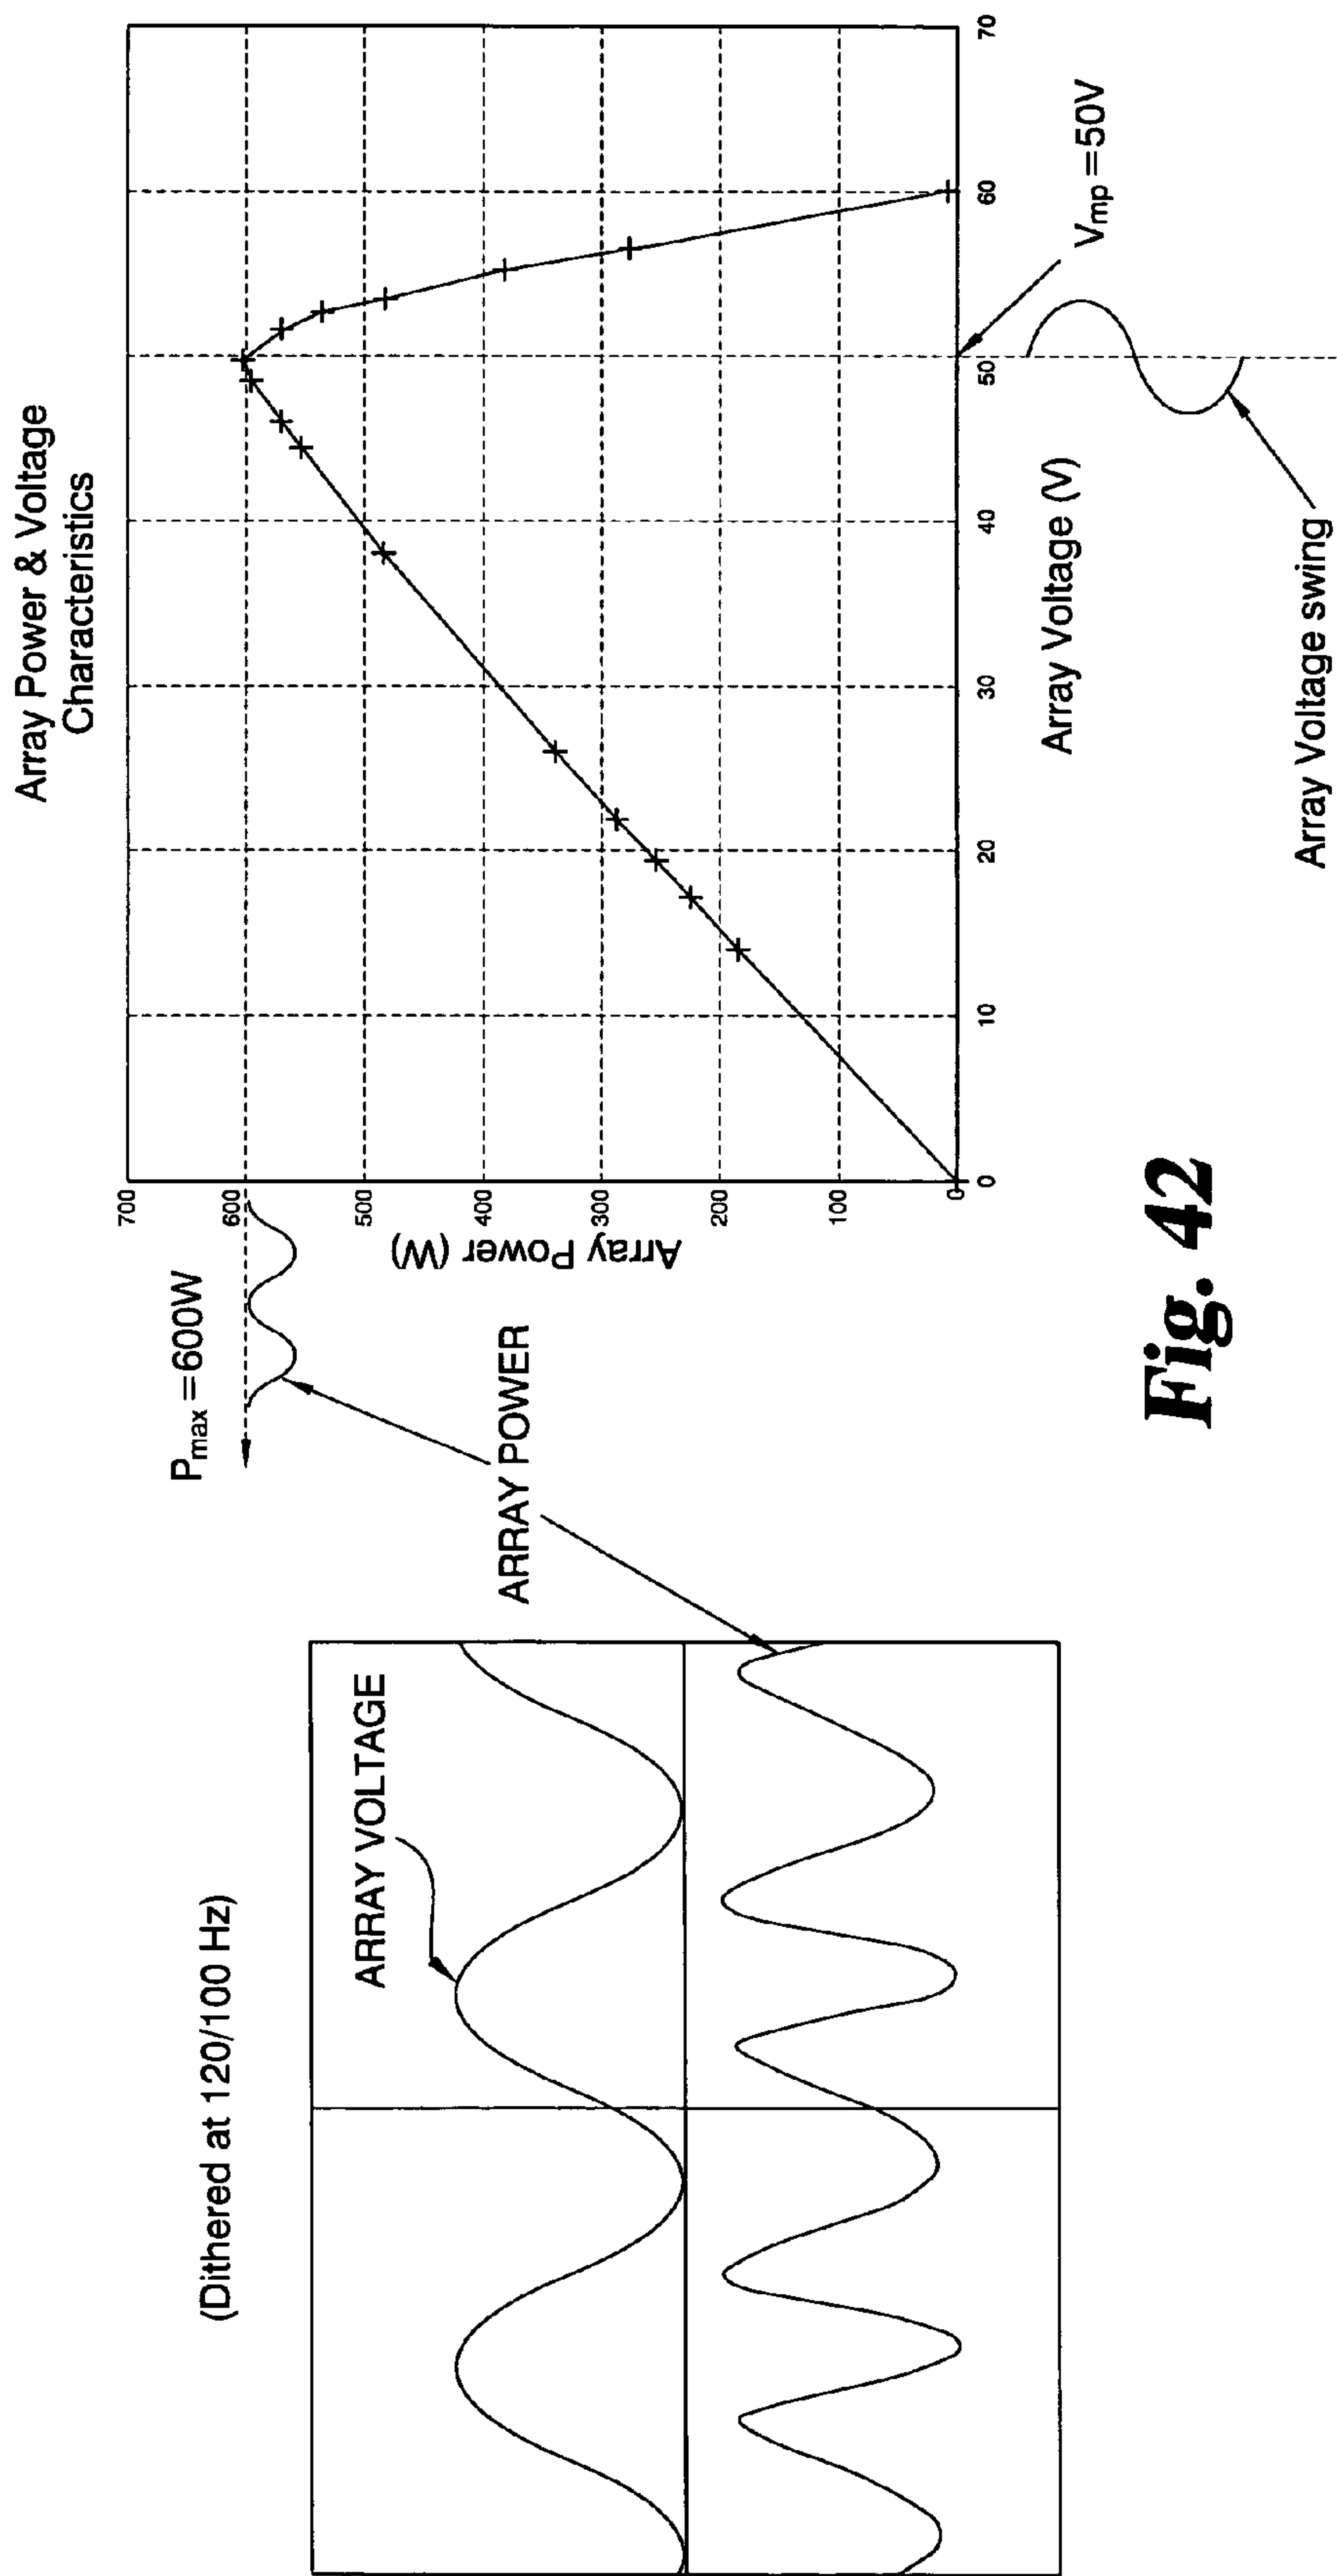 (Dithered at 120/100 Hz)
ARRAY VOLTAGE
ARRAY POWER
P_max = 600W
Array Power & Voltage
Characteristics
Array Power (W)
700
600
500
400
300
200
100
0
0
10
20
30
40
50
60
70
Array Voltage (V)
V_mp = 50V
Array Voltage swing
Fig. 42